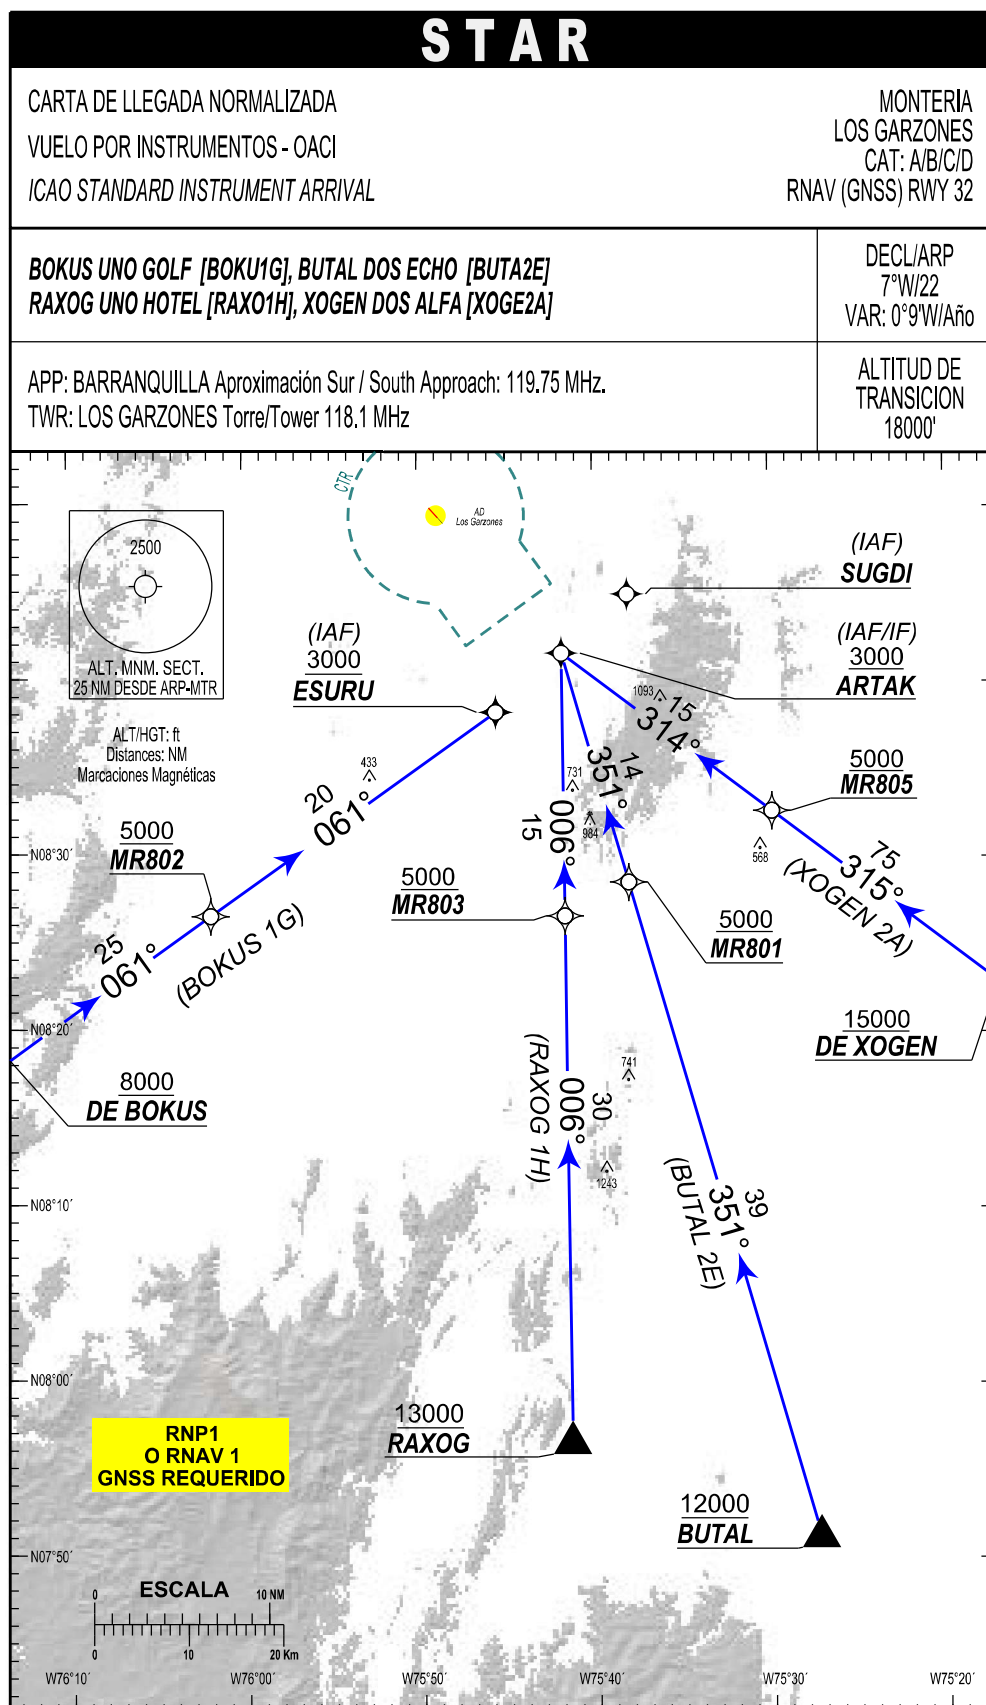 STAR
CARTA DE LLEGADA NORMALIZADA
VUELO POR INSTRUMENTOS - OACI
ICAO STANDARD INSTRUMENT ARRIVAL
MONTERIA
LOS GARZONES
CAT: A/B/C/D
RNAV (GNSS) RWY 32
BOKUS UNO GOLF [BOKU1G], BUTAL DOS ECHO [BUTA2E]
RAXOG UNO HOTEL [RAXO1H], XOGEN DOS ALFA [XOGE2A]
DECL/ARP
7°W/22
VAR: 0°9'W/Año
APP: BARRANQUILLA Aproximación Sur / South Approach: 119.75 MHz.
TWR: LOS GARZONES Torre/Tower 118.1 MHz
ALTITUD DE
TRANSICION
18000'
CTR
AD
Los Garzones
2500
ALT. MNM. SECT.
25 NM DESDE ARP-MTR
ALT/HGT: ft
Distances: NM
Marcaciones Magnéticas
(IAF)
SUGDI
(IAF)
3000
ESURU
(IAF/IF)
3000
ARTAK
1093
15
314°
14
351°
731
984
433
20
061°
006°
15
5000
MR805
568
75
315°
(XOGEN 2A)
5000
MR802
5000
MR803
5000
MR801
25
061°
(BOKUS 1G)
N08°30'
N08°20'
15000
DE XOGEN
8000
DE BOKUS
741
(RAXOG 1H)
30
006°
1243
N08°10'
39
351°
(BUTAL 2E)
N08°00'
13000
RAXOG
RNP1
O RNAV 1
GNSS REQUERIDO
12000
BUTAL
N07°50'
ESCALA
0
10 NM
0
10
20 Km
W76°10'
W76°00'
W75°50'
W75°40'
W75°30'
W75°20'